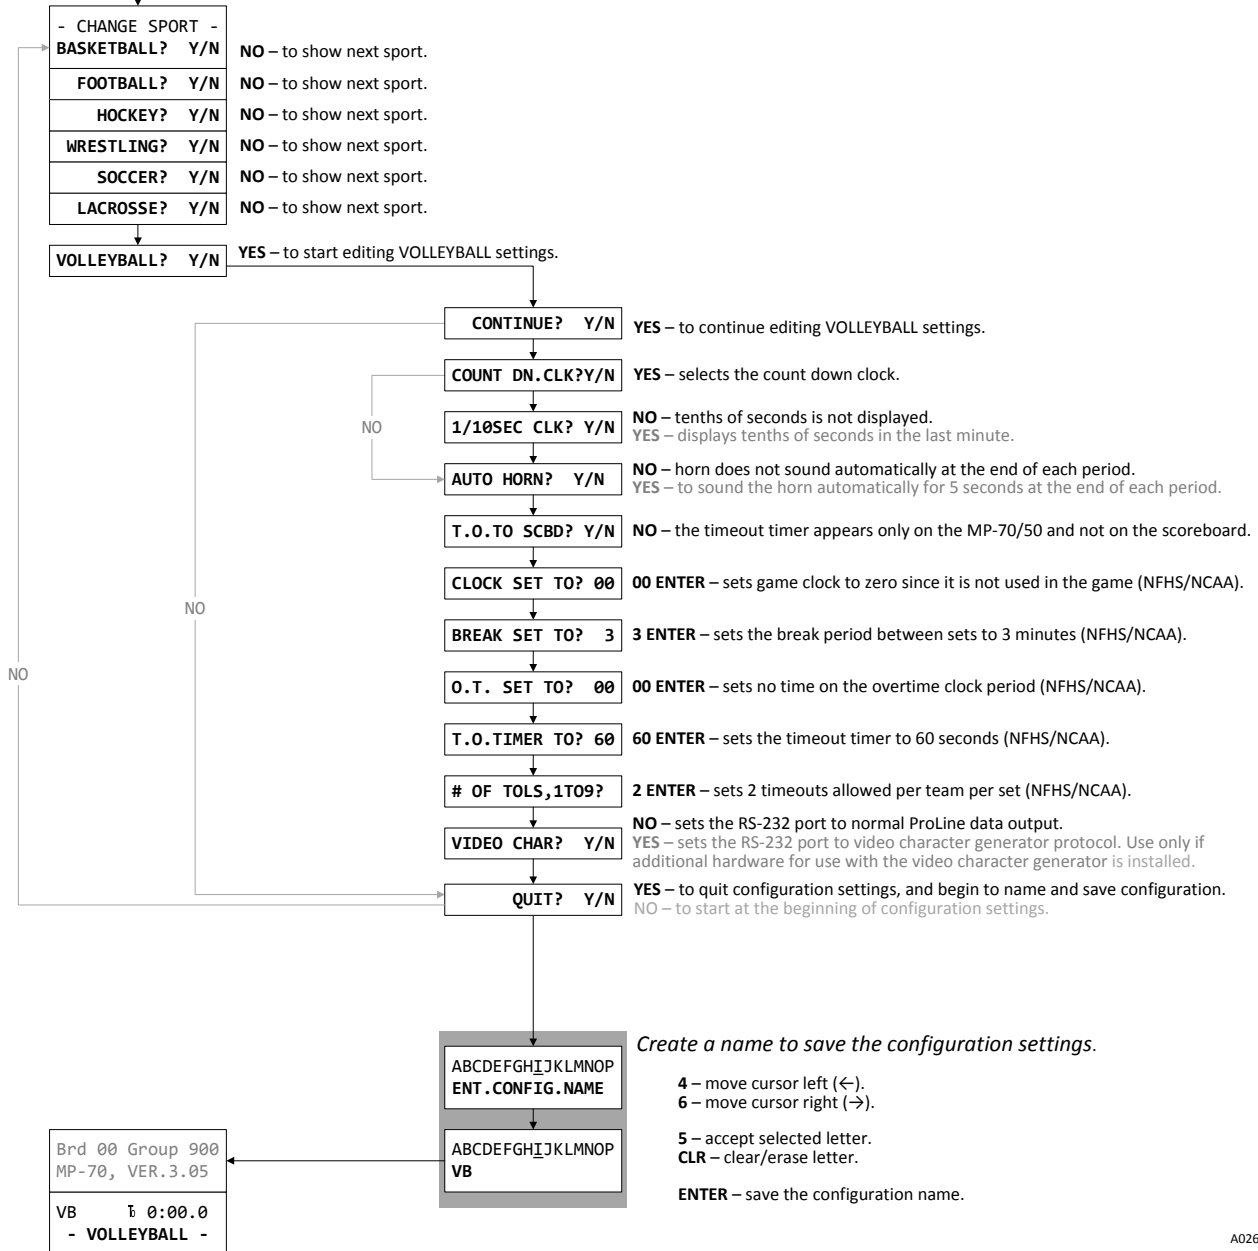 - CHANGE SPORT -
BASKETBALL? Y/N
NO – to show next sport.
FOOTBALL? Y/N
NO – to show next sport.
HOCKEY? Y/N
NO – to show next sport.
WRESTLING? Y/N
NO – to show next sport.
SOCCER? Y/N
NO – to show next sport.
LACROSSE? Y/N
NO – to show next sport.
VOLLEYBALL? Y/N
YES – to start editing VOLLEYBALL settings.
CONTINUE? Y/N
YES – to continue editing VOLLEYBALL settings.
COUNT DN.CLK?Y/N
YES – selects the count down clock.
NO
1/10SEC CLK? Y/N
NO – tenths of seconds is not displayed.
YES – displays tenths of seconds in the last minute.
AUTO HORN? Y/N
NO – horn does not sound automatically at the end of each period.
YES – to sound the horn automatically for 5 seconds at the end of each period.
T.O.TO SCBD? Y/N
NO – the timeout timer appears only on the MP-70/50 and not on the scoreboard.
CLOCK SET TO? 00
00 ENTER – sets game clock to zero since it is not used in the game (NFHS/NCAA).
NO
BREAK SET TO? 3
3 ENTER – sets the break period between sets to 3 minutes (NFHS/NCAA).
NO
O.T. SET TO? 00
00 ENTER – sets no time on the overtime clock period (NFHS/NCAA).
T.O.TIMER TO? 60
60 ENTER – sets the timeout timer to 60 seconds (NFHS/NCAA).
# OF TOLS,1TO9?
2 ENTER – sets 2 timeouts allowed per team per set (NFHS/NCAA).
VIDEO CHAR? Y/N
NO – sets the RS-232 port to normal ProLine data output.
YES – sets the RS-232 port to video character generator protocol. Use only if
additional hardware for use with the video character generator is installed.
QUIT? Y/N
YES – to quit configuration settings, and begin to name and save configuration.
NO – to start at the beginning of configuration settings.
Create a name to save the configuration settings.
ABCDEFGHIJKLMNOP
ENT.CONFIG.NAME
4 – move cursor left (←).
6 – move cursor right (→).
5 – accept selected letter.
CLR – clear/erase letter.
ENTER – save the configuration name.
ABCDEFGHIJKLMNOP
VB
Brd 00 Group 900
MP-70, VER.3.05
VB 0:00.0
- VOLLEYBALL -
A026